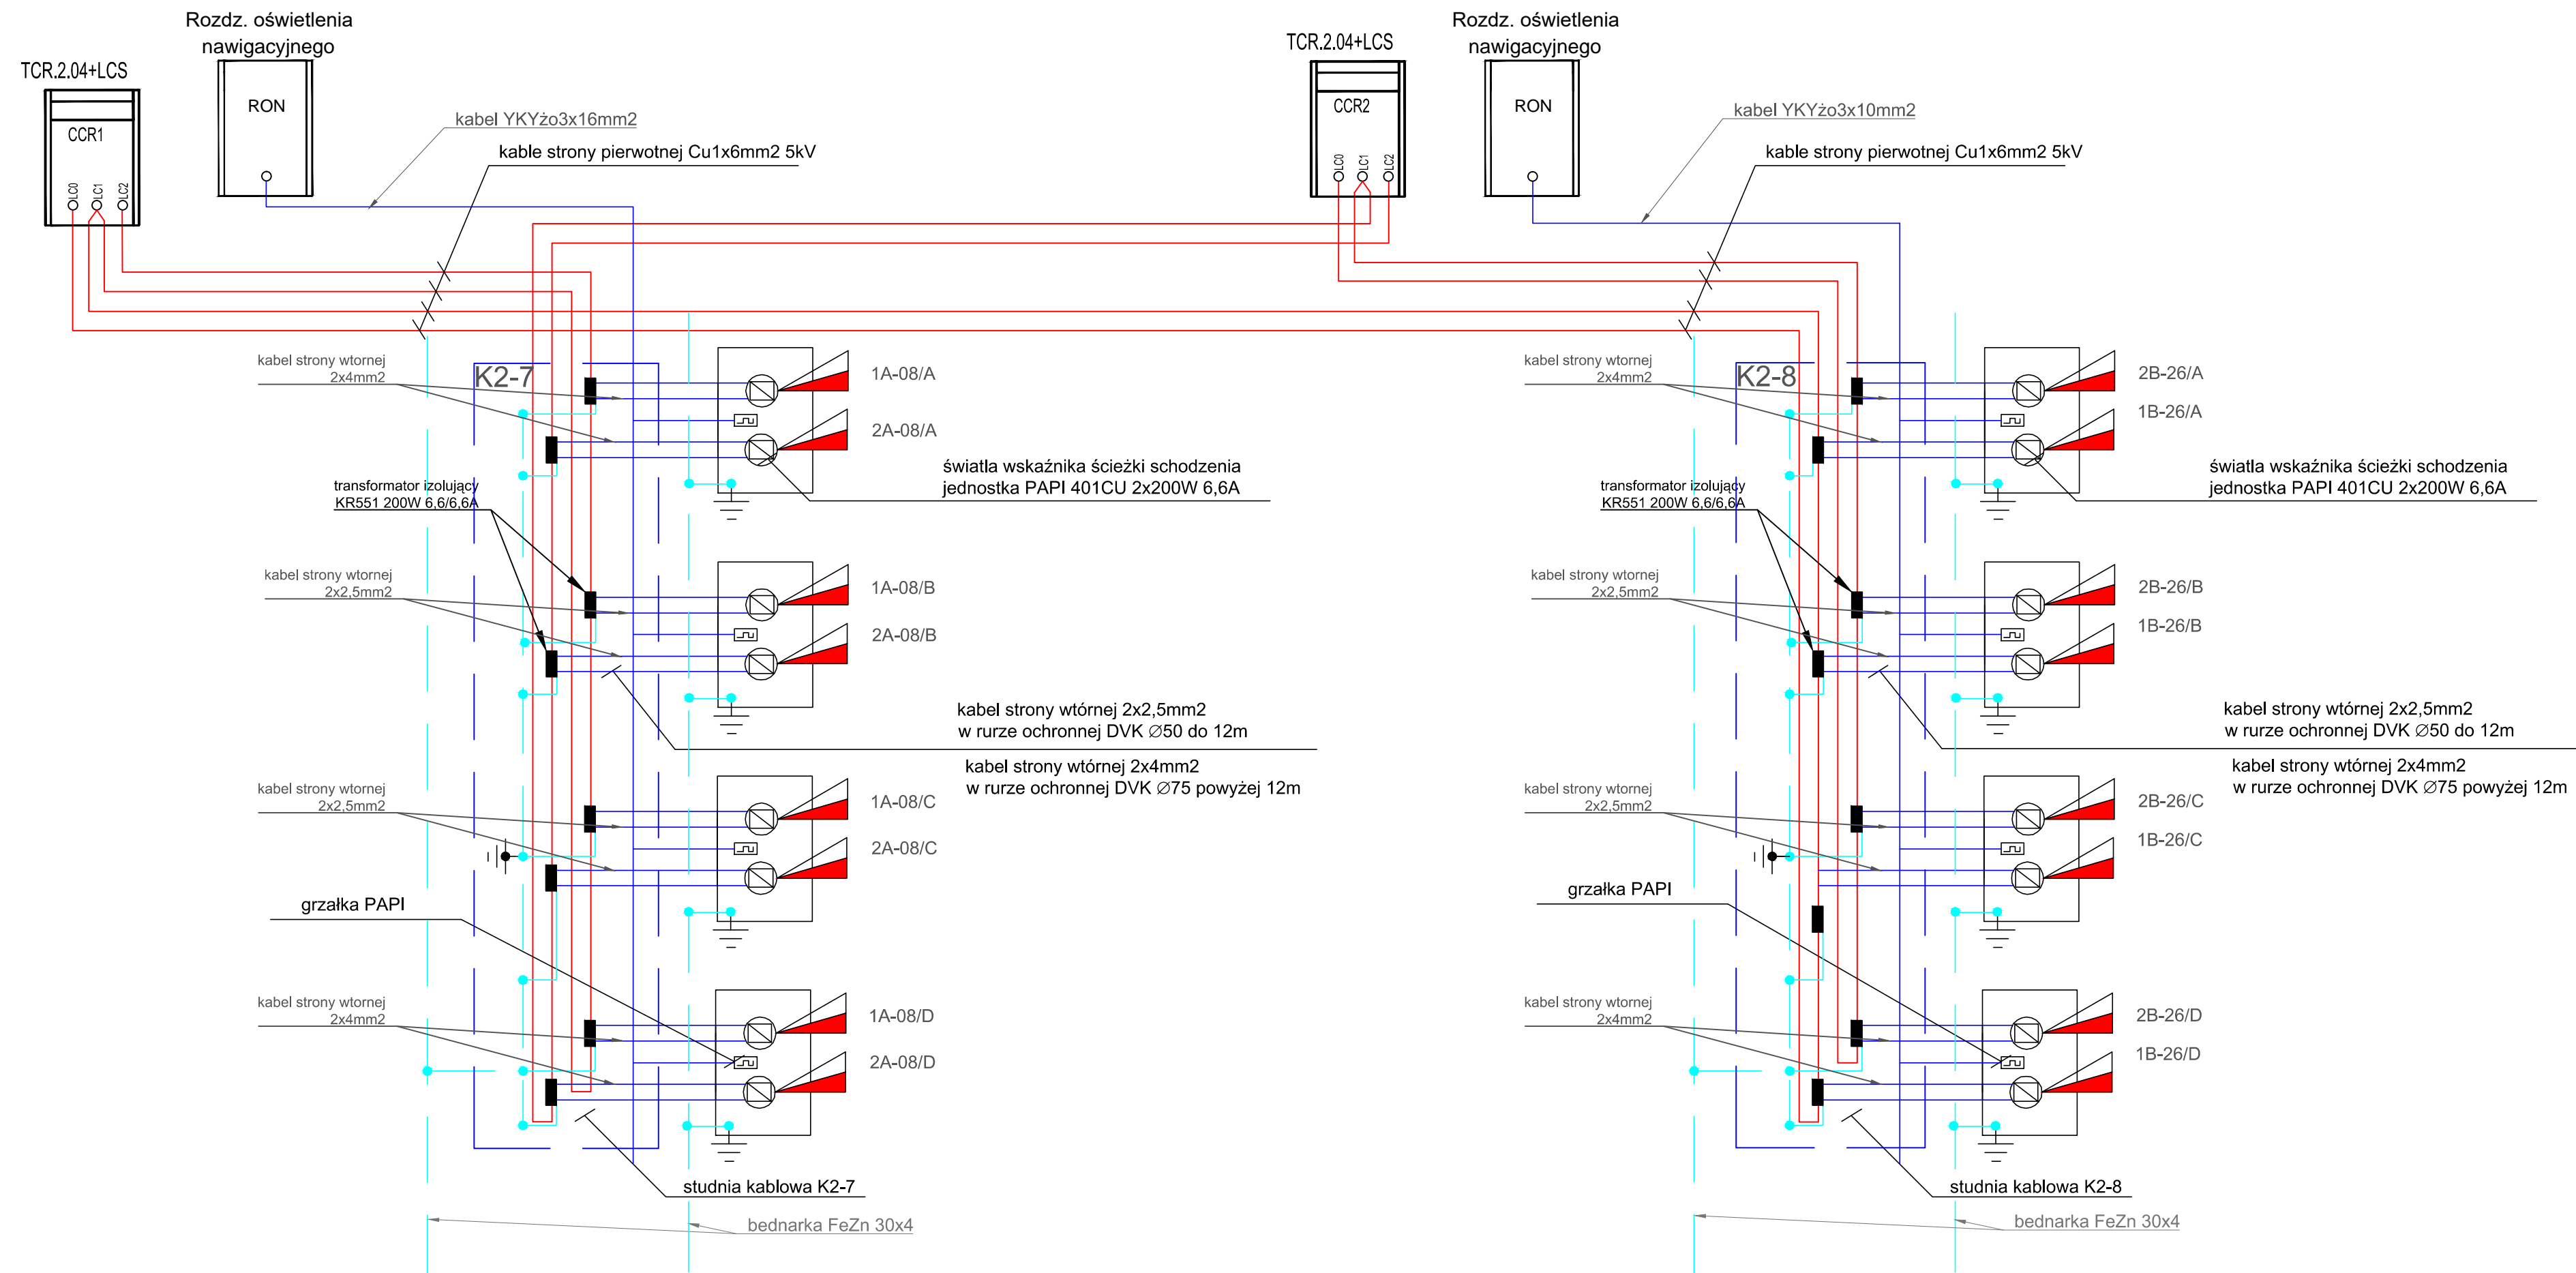 Rozdz. oświetlenia
nawigacyjnego
TCR.2.04+LCS
RON
CCR1
LC0
LC1
LC2
kabel YKYżo3x16mm2
kable strony pierwotnej Cu1x6mm2 5kV
TCR.2.04+LCS
CCR2
LC0
LC1
LC2
Rozdz. oświetlenia
nawigacyjnego
RON
kabel YKYżo3x10mm2
kable strony pierwotnej Cu1x6mm2 5kV
kabel strony wtornej
2x4mm2
K2-7
1A-08/A
2A-08/A
światla wskaźnika ścieżki schodzenia
jednostka PAPI 401CU 2x200W 6,6A
transformator izolujący
KR551 200W 6,6/6,6A
kabel strony wtornej
2x2,5mm2
1A-08/B
2A-08/B
kabel strony wtórnej 2x2,5mm2
w rurze ochronnej DVK ∅50 do 12m
kabel strony wtórnej 2x4mm2
w rurze ochronnej DVK ∅75 powyżej 12m
kabel strony wtornej
2x2,5mm2
1A-08/C
2A-08/C
grzałka PAPI
kabel strony wtornej
2x4mm2
1A-08/D
2A-08/D
studnia kablowa K2-7
bednarka FeZn 30x4
kabel strony wtornej
2x4mm2
K2-8
2B-26/A
1B-26/A
światla wskaźnika ścieżki schodzenia
jednostka PAPI 401CU 2x200W 6,6A
transformator izolujący
KR551 200W 6,6/6,6A
kabel strony wtornej
2x2,5mm2
2B-26/B
1B-26/B
kabel strony wtórnej 2x2,5mm2
w rurze ochronnej DVK ∅50 do 12m
kabel strony wtórnej 2x4mm2
w rurze ochronnej DVK ∅75 powyżej 12m
kabel strony wtornej
2x2,5mm2
2B-26/C
1B-26/C
grzałka PAPI
kabel strony wtornej
2x4mm2
2B-26/D
1B-26/D
studnia kablowa K2-8
bednarka FeZn 30x4